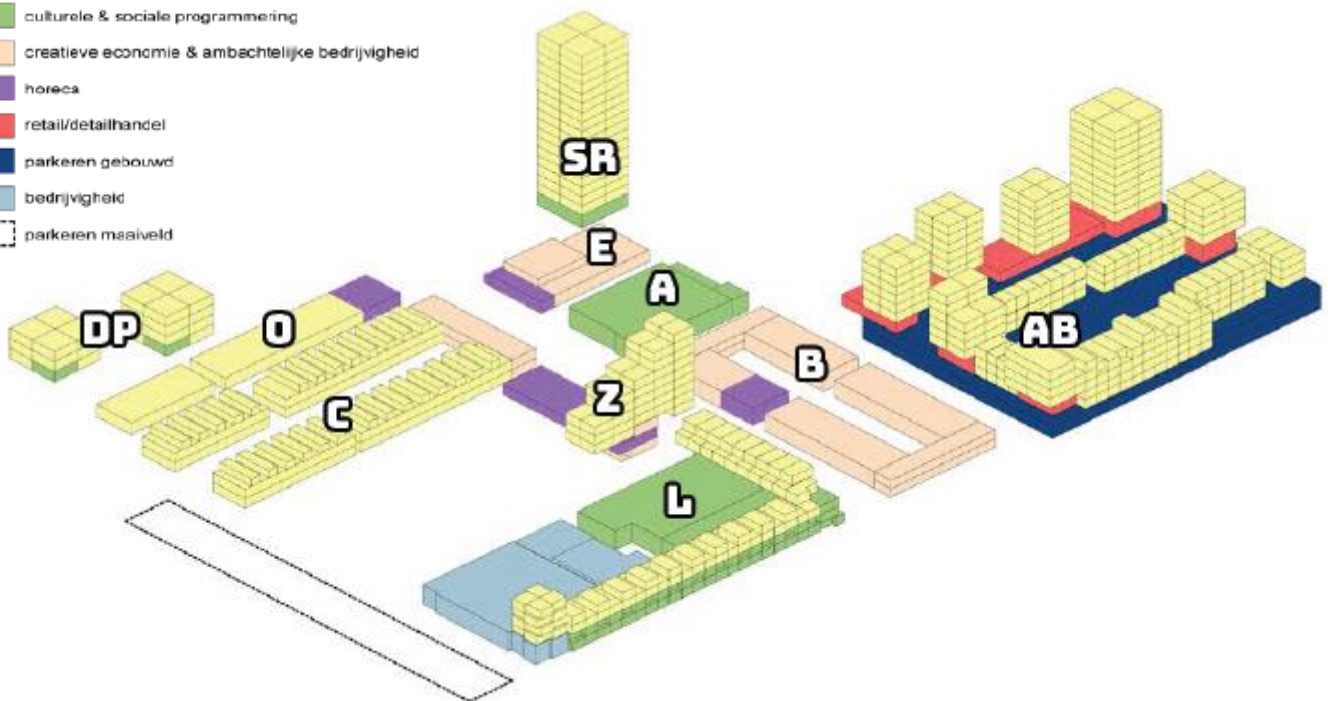 culturele & sociale programmering
creatieve economie & ambachtelijke bedrijvigheid
horeca
retail/detailhandel
parkeren gebouwd
bedrijvigheid
parkeren maaiveld
SR
E
A
DP
O
AB
B
Z
C
L